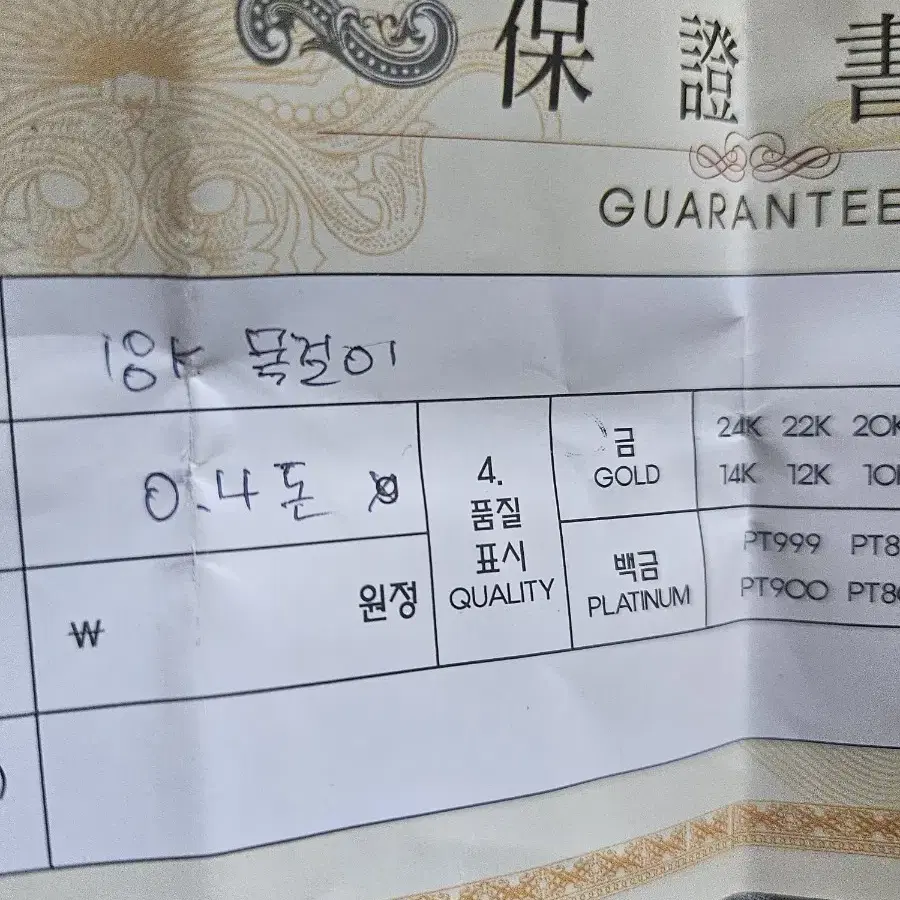 保證書
GUARANTEE
18K 목걸이
0.4돈
4.
품질
표시
QUALITY
금
GOLD
24K 22K 20K
14K 12K
백금
PLATINUM
PT999
PT900
₩ 원정